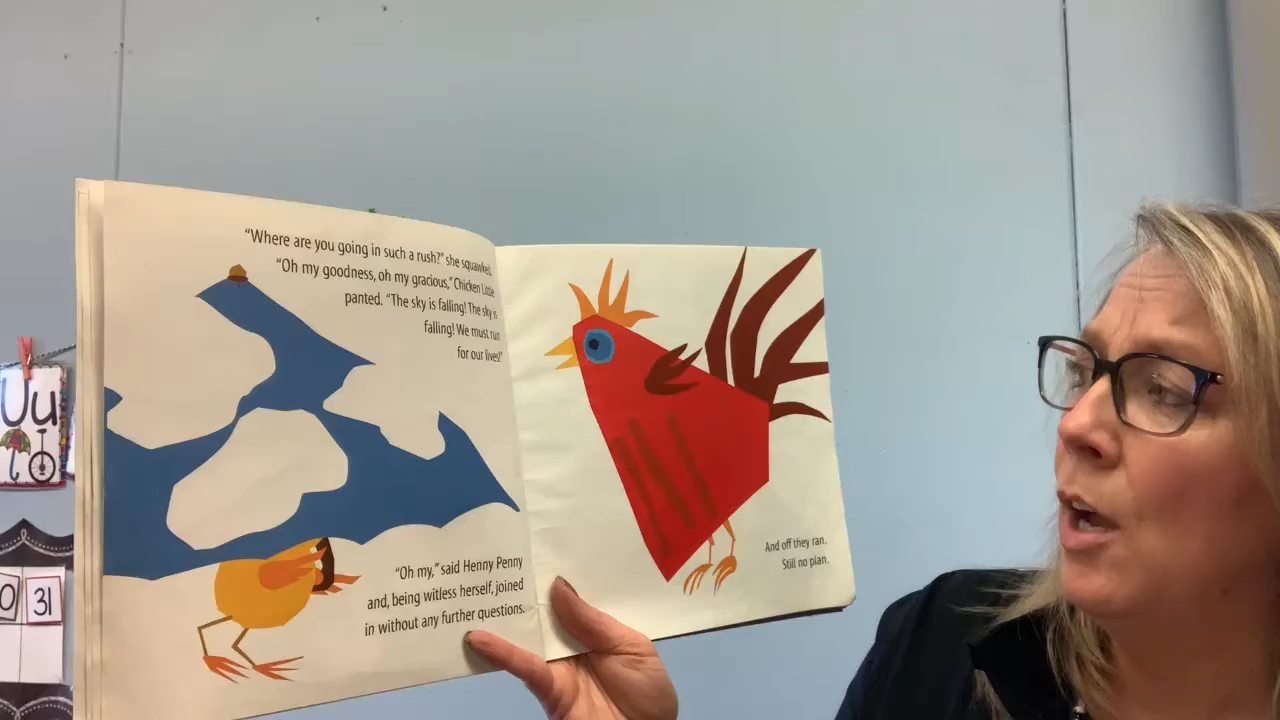 "Where are you going in such a rush?" she squawked.
"Oh my goodness, oh my gracious," Chicken Little
panted. "The sky is falling! The sky is
falling! We must run
for our lives!"
"Oh my," said Henny Penny
and, being witless herself, joined
in without any further questions.
And off they ran.
Still no plan.
Uu
0 31